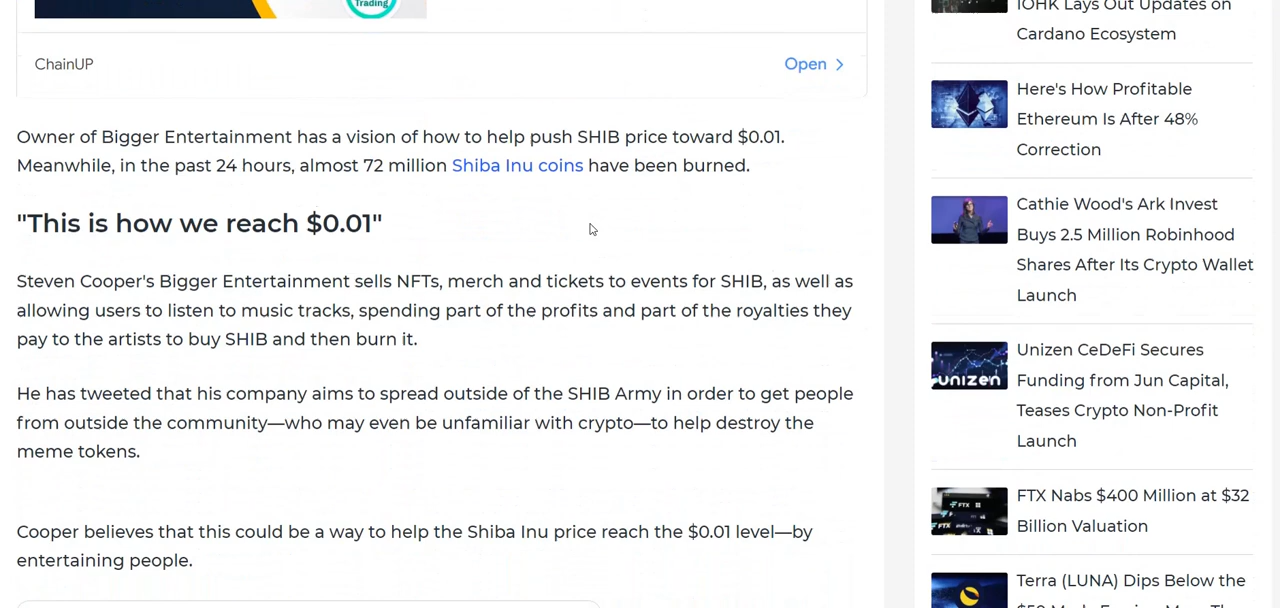 Trading
ChainUP
Open
Owner of Bigger Entertainment has a vision of how to help push SHIB price toward $0.01.
Meanwhile, in the past 24 hours, almost 72 million Shiba Inu coins have been burned.
"This is how we reach $0.01"
Steven Cooper's Bigger Entertainment sells NFTs, merch and tickets to events for SHIB, as well as
allowing users to listen to music tracks, spending part of the profits and part of the royalties they
pay to the artists to buy SHIB and then burn it.
He has tweeted that his company aims to spread outside of the SHIB Army in order to get people
from outside the community—who may even be unfamiliar with crypto—to help destroy the
meme tokens.
Cooper believes that this could be a way to help the Shiba Inu price reach the $0.01 level—by
entertaining people.
IOHK Lays Out Updates on
Cardano Ecosystem
Here's How Profitable
Ethereum Is After 48%
Correction
Cathie Wood's Ark Invest
Buys 2.5 Million Robinhood
Shares After Its Crypto Wallet
Launch
UNIZEN
Unizen CeDeFi Secures
Funding from Jun Capital,
Teases Crypto Non-Profit
Launch
FTX
FTX Nabs $400 Million at $32
Billion Valuation
Terra (LUNA) Dips Below the